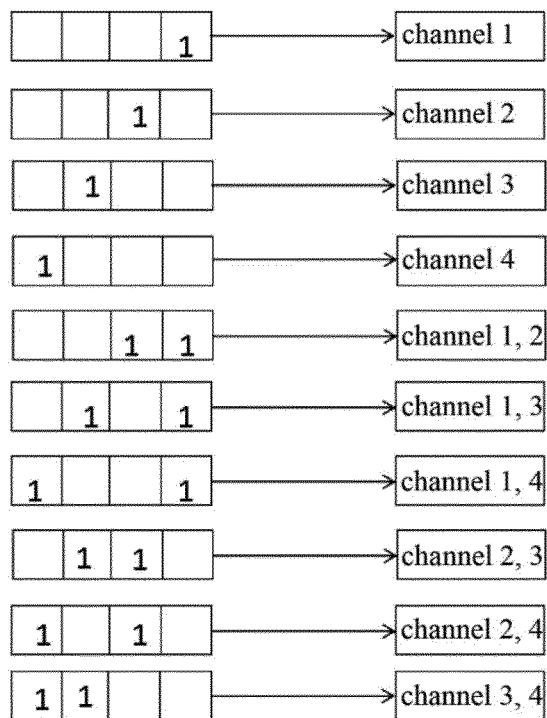 1 channel 1
1 channel 2
1 channel 3
1 channel 4
1 1 channel 1, 2
1 1 channel 1, 3
1 1 channel 1, 4
1 1 channel 2, 3
1 1 channel 2, 4
1 1 channel 3, 4